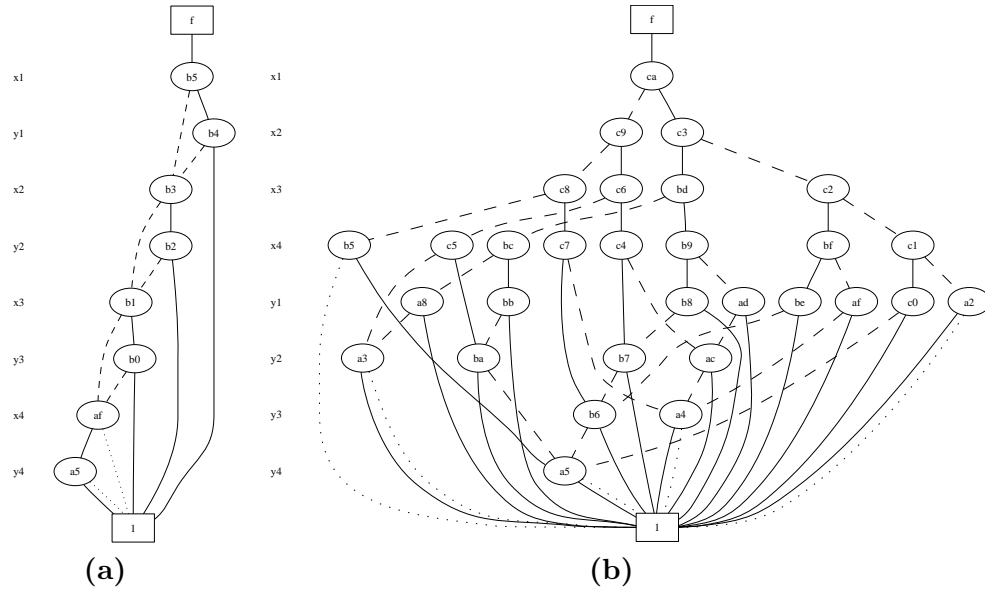 f f
x1 b5 x1 ca
y1 b4 x2 c9 c3
x2 b3 x3 c8 c6 bd c2
y2 b2 x4 b5 c5 bc c7 c4 b9 bf c1
x3 b1 y1 a8 bb b8 ad be af c0 a2
y3 b0 y2 a3 ba b7 ac
x4 af y3 b6 a4
y4 a5 y4 a5
1 1
(a) (b)